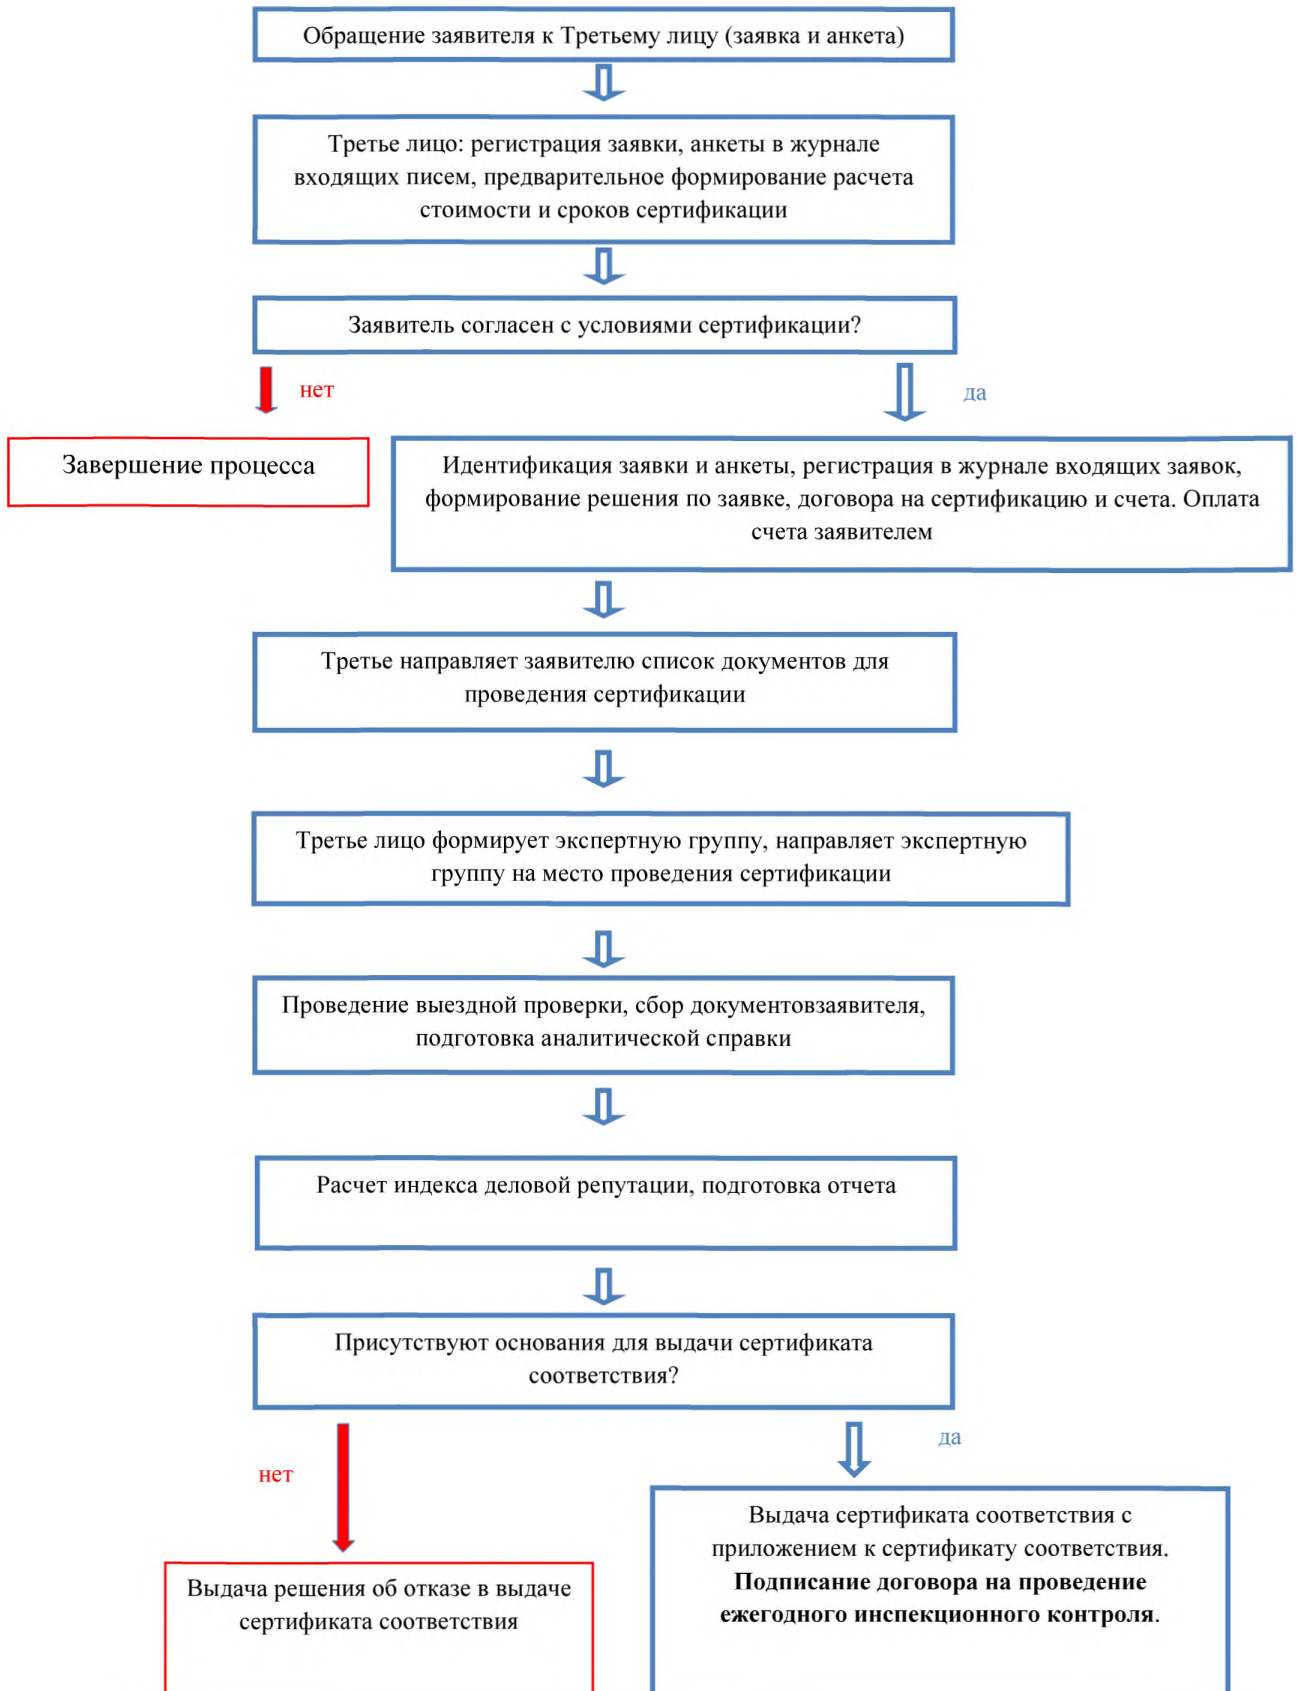 Обращение заявителя к Третьему лицу (заявка и анкета)
Третье лицо: регистрация заявки, анкеты в журнале
входящих писем, предварительное формирование расчета
стоимости и сроков сертификации
Заявитель согласен с условиями сертификации?
нет
да
Завершение процесса
Идентификация заявки и анкеты, регистрация в журнале входящих заявок,
формирование решения по заявке, договора на сертификацию и счета. Оплата
счета заявителем
Третье направляет заявителю список документов для
проведения сертификации
Третье лицо формирует экспертную группу, направляет экспертную
группу на место проведения сертификации
Проведение выездной проверки, сбор документовзаявителя,
подготовка аналитической справки
Расчет индекса деловой репутации, подготовка отчета
Присутствуют основания для выдачи сертификата
соответствия?
да
нет
Выдача сертификата соответствия с
приложением к сертификату соответствия.
Подписание договора на проведение
ежегодного инспекционного контроля.
Выдача решения об отказе в выдаче
сертификата соответствия